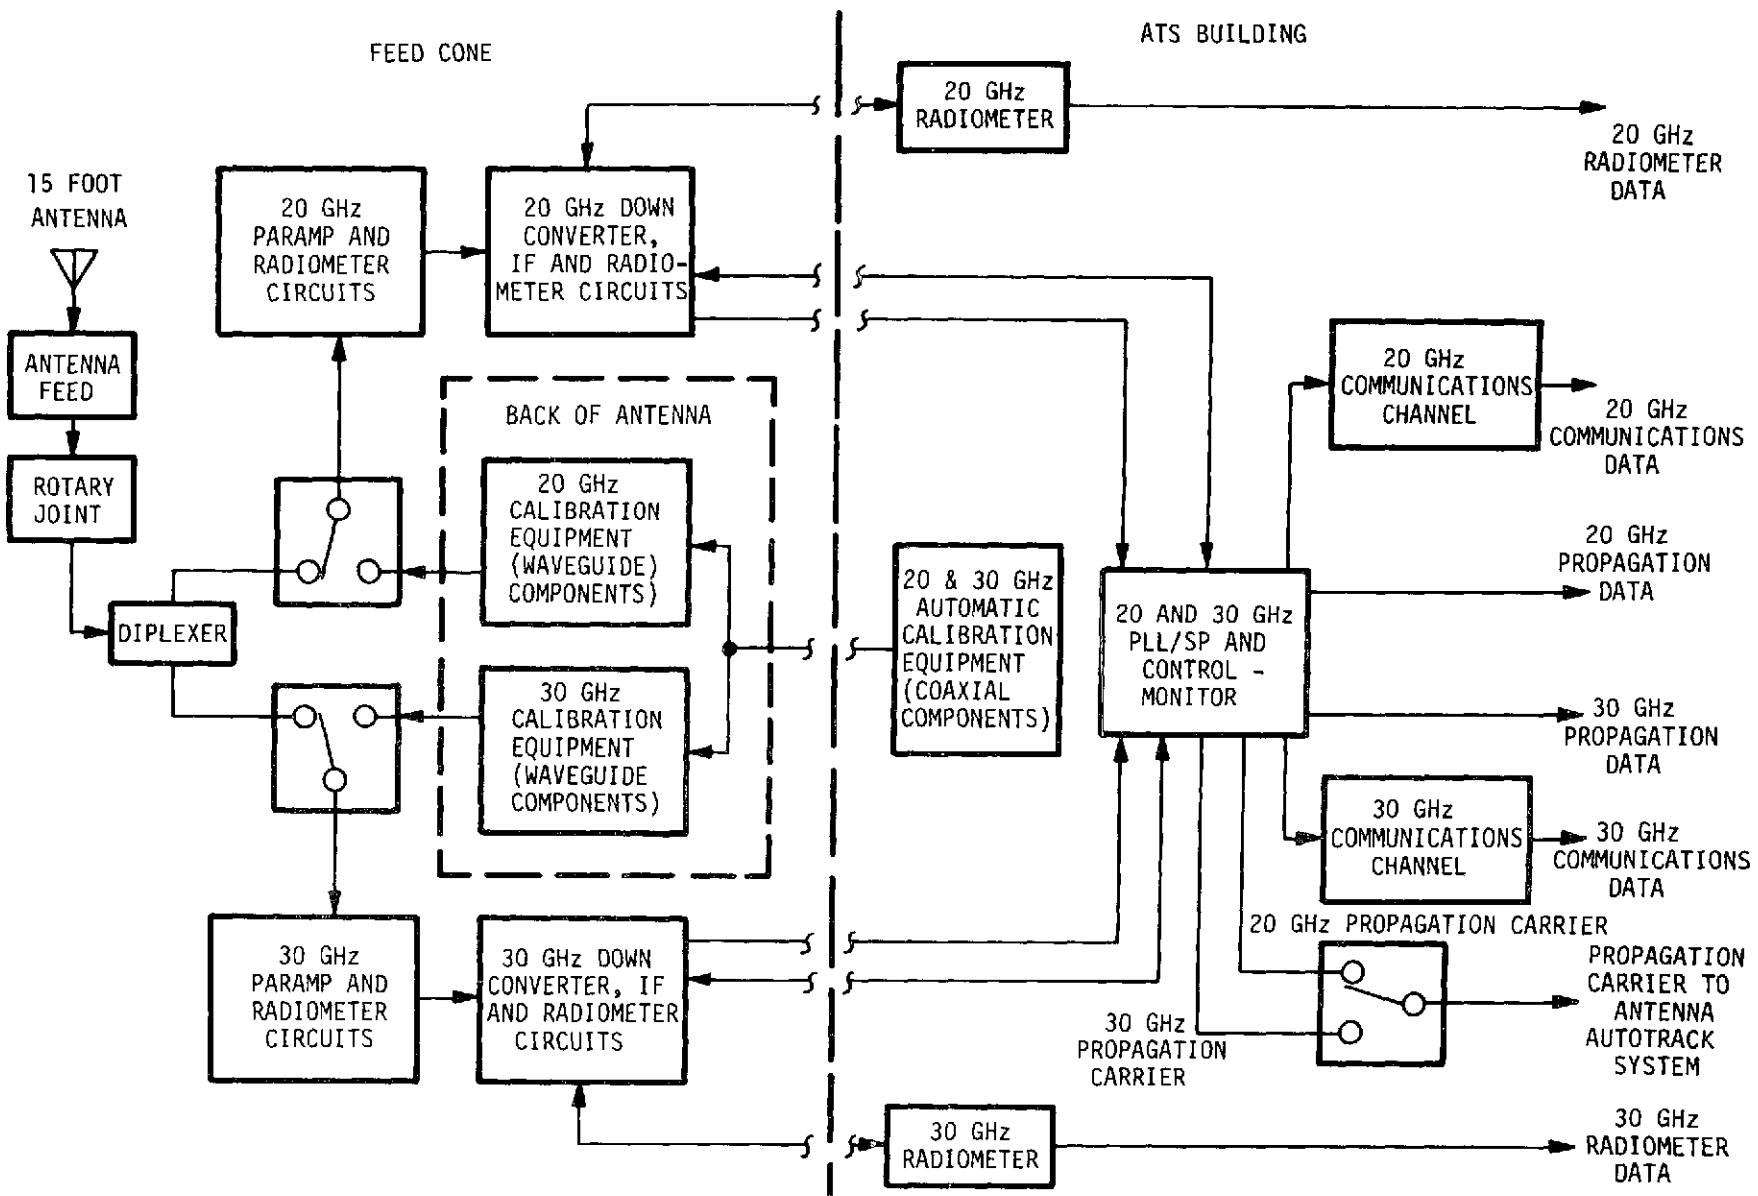 FEED CONE
ATS BUILDING
20 GHz
RADIOMETER
20 GHz
RADIOMETER
DATA
15 FOOT
ANTENNA
20 GHz
PARAMP AND
RADIOMETER
CIRCUITS
20 GHz DOWN
CONVERTER,
IF AND RADIO-
METER CIRCUITS
ANTENNA
FEED
ROTARY
JOINT
DIPLEXER
BACK OF ANTENNA
20 GHz
CALIBRATION
EQUIPMENT
(WAVEGUIDE)
COMPONENTS)
30 GHz
CALIBRATION
EQUIPMENT
(WAVEGUIDE
COMPONENTS)
20 & 30 GHz
AUTOMATIC
CALIBRATION
EQUIPMENT
(COAXIAL
COMPONENTS)
20 AND 30 GHz
PLL/SP AND
CONTROL -
MONITOR
20 GHz
COMMUNICATIONS
CHANNEL
20 GHz
COMMUNICATIONS
DATA
20 GHz
PROPAGATION
DATA
30 GHz
PROPAGATION
DATA
30 GHz
COMMUNICATIONS
CHANNEL
30 GHz
COMMUNICATIONS
DATA
30 GHz
PARAMP AND
RADIOMETER
CIRCUITS
30 GHz DOWN
CONVERTER, IF
AND RADIOMETER
CIRCUITS
20 GHz PROPAGATION CARRIER
30 GHz
PROPAGATION
CARRIER
PROPAGATION
CARRIER TO
ANTENNA
AUTOTRACK
SYSTEM
30 GHz
RADIOMETER
30 GHz
RADIOMETER
DATA